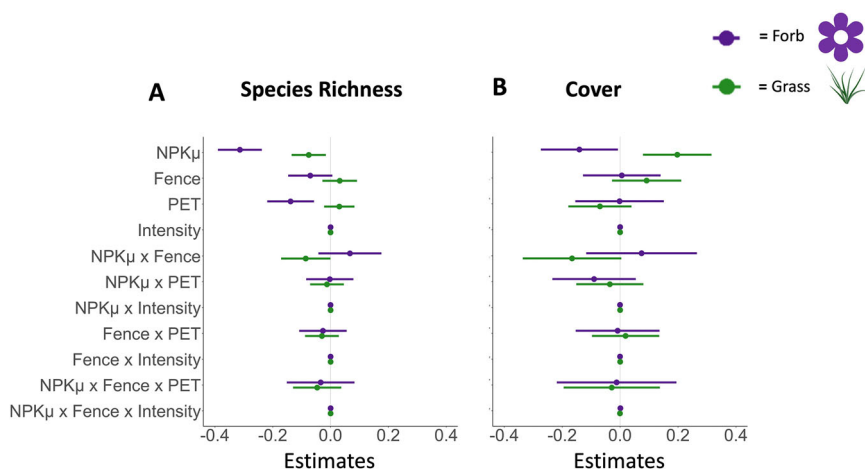 = Forb
= Grass
A Species Richness
B Cover
NPKμ
Fence
PET
Intensity
NPKμ x Fence
NPKμ x PET
NPKμ x Intensity
Fence x PET
Fence x Intensity
NPKμ x Fence x PET
NPKμ x Fence x Intensity
-0.4 -0.2 0.0 0.2 0.4
-0.4 -0.2 0.0 0.2 0.4
Estimates
Estimates